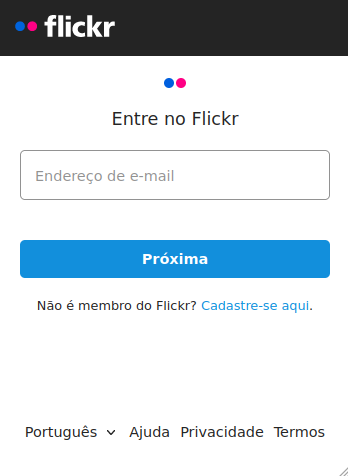 flickr
Entre no Flickr
Endereço de e-mail
Próxima
Não é membro do Flickr? Cadastre-se aqui.
Português Ajuda Privacidade Termos